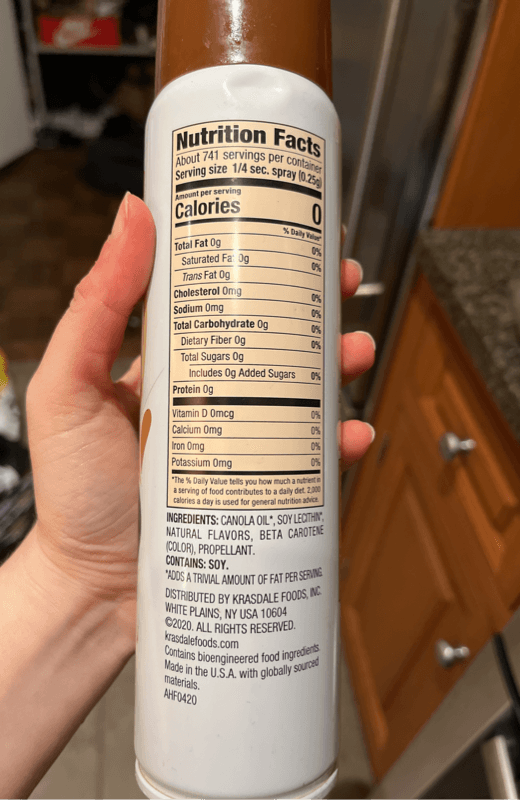 Nutrition Facts
About 741 servings per container
Serving size 1/4 sec. spray (0.25g)
Amount per serving
Calories 0
% Daily Value*
Total Fat 0g 0%
Saturated Fat 0g 0%
Trans Fat 0g
Cholesterol 0mg 0%
Sodium 0mg 0%
Total Carbohydrate 0g 0%
Dietary Fiber 0g 0%
Total Sugars 0g
Includes 0g Added Sugars 0%
Protein 0g
Vitamin D 0mcg 0%
Calcium 0mg 0%
Iron 0mg 0%
Potassium 0mg 0%
*The % Daily Value tells you how much a nutrient in
a serving of food contributes to a daily diet. 2,000
calories a day is used for general nutrition advice.
INGREDIENTS: CANOLA OIL*, SOY LECITHIN*,
NATURAL FLAVORS, BETA CAROTENE
(COLOR), PROPELLANT.
CONTAINS: SOY.
*ADDS A TRIVIAL AMOUNT OF FAT PER SERVING.
DISTRIBUTED BY KRASDALE FOODS, INC.
WHITE PLAINS, NY USA 10604
©2020. ALL RIGHTS RESERVED.
krasdalefoods.com
Contains bioengineered food ingredients.
Made in the U.S.A. with globally sourced
materials.
AHF0420